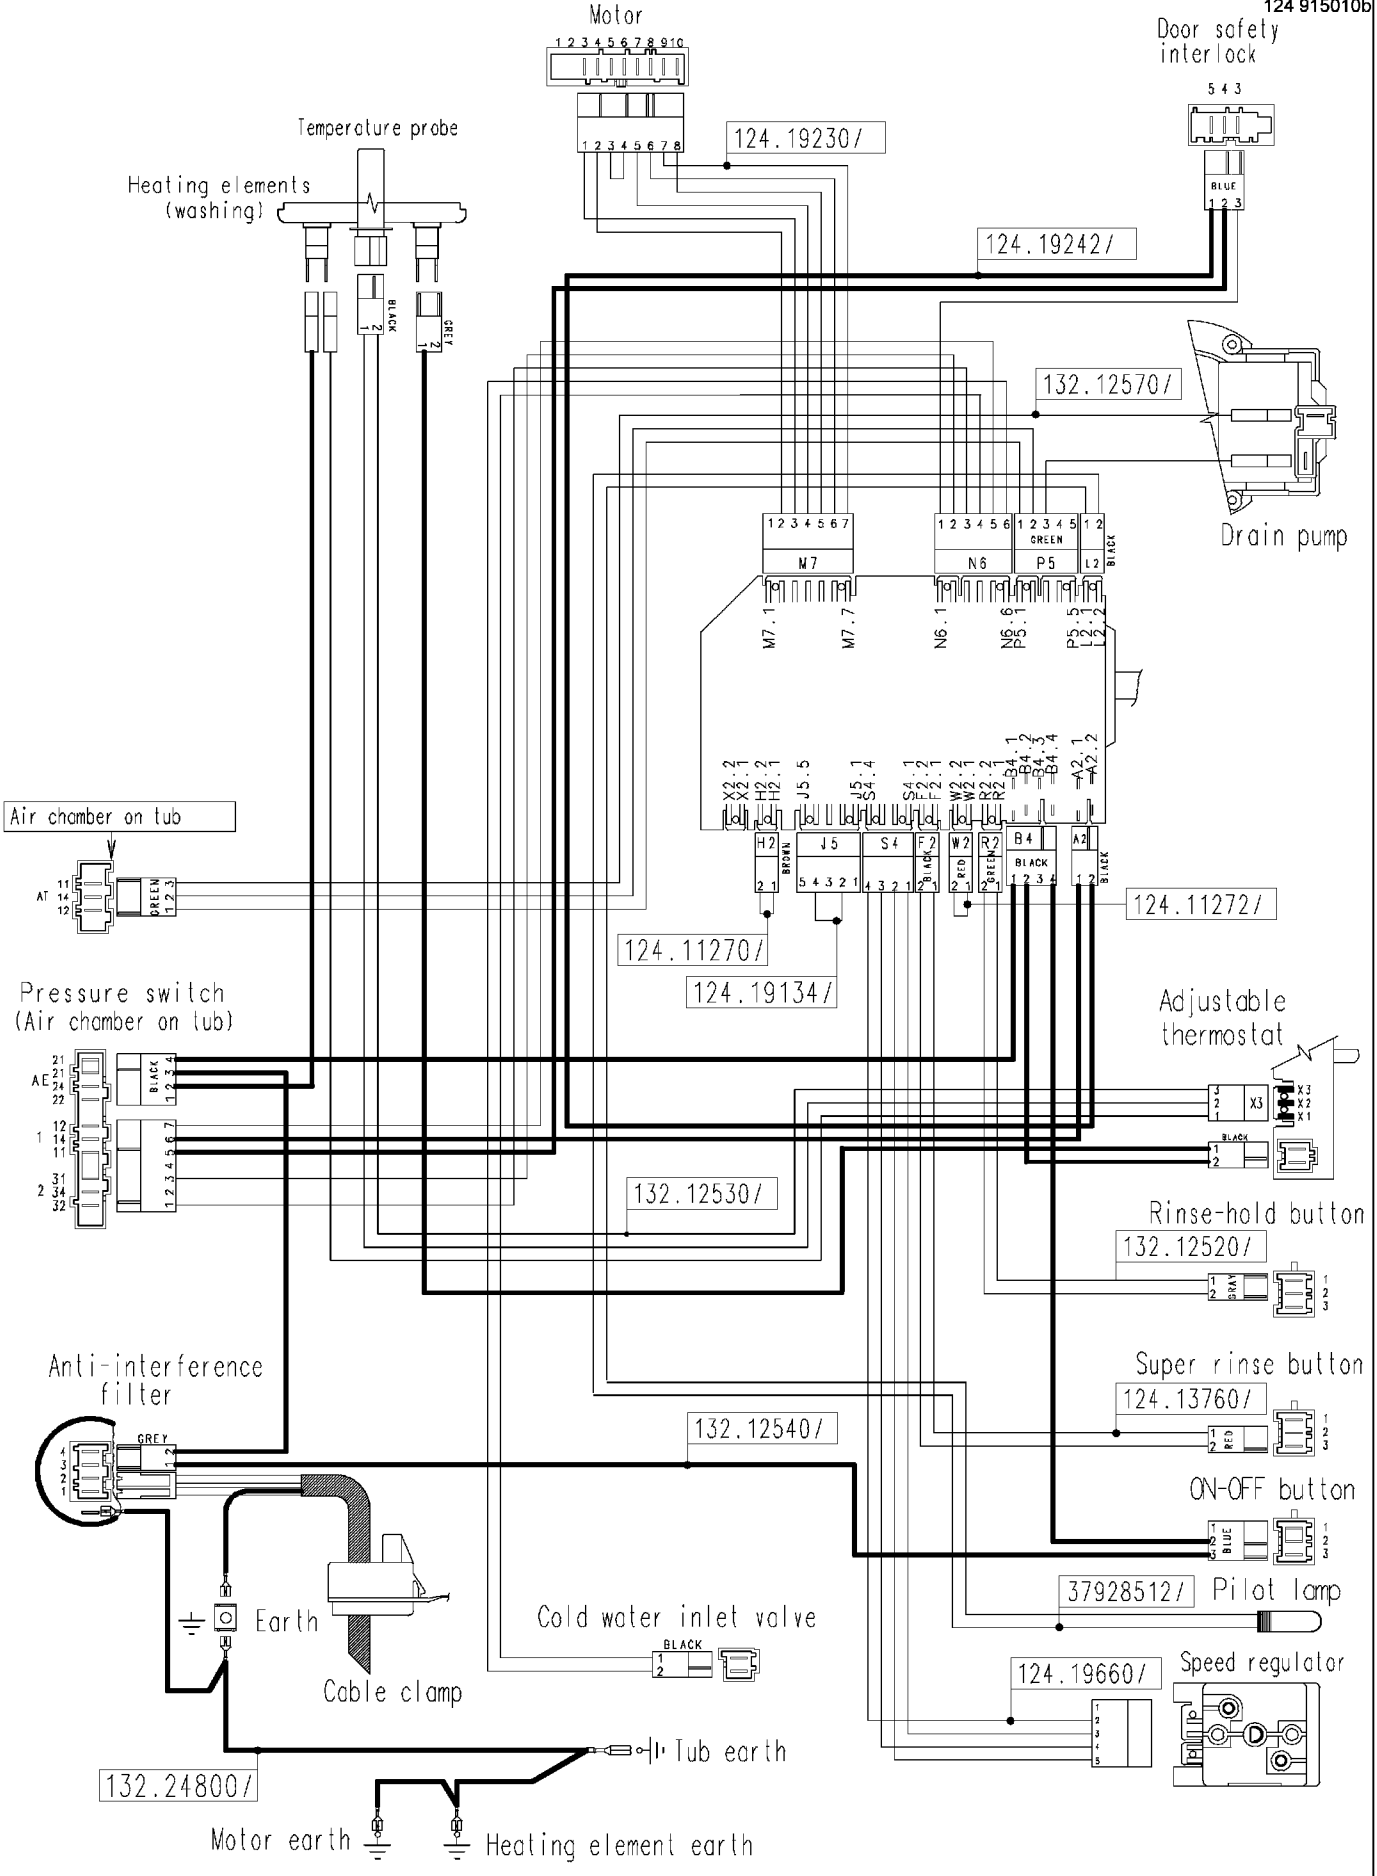 124 915010b
Motor
1 2 3 4 5 6 7 8 9 10
1 2 3 4 5 6 7 8
124.19230/
Door safety
interlock
5 4 3
BLUE
1 2 3
Temperature probe
Heating elements
(washing)
BLACK
1 2
GREY
1 2
124.19242/
132.12570/
Drain pump
1 2 3 4 5 6 7
M7
1 2 3 4 5 6
N6
1 2 3 4 5
GREEN
P5
1 2
L2
BLACK
M7.1
M7.7
N6.1
N6.6
P5.1
P5.5
L2.1
L2.2
X2.2
X2.1
H2.2
H2.1
J5.5
J5.1
S4.4
S4.1
F2.2
F2.1
W2.2
W2.1
R2.2
R2.1
B4.1
B4.2
B4.3
B4.4
A2.1
A2.2
H2
2 1
BROWN
J5
5 4 3 2 1
S4
4 3 2 1
F2
BLACK
2 1
W2
RED
2 1
R2
GREEN
2 1
B4
BLACK
1 2 3 4
A2
1 2
BLACK
124.11270/
124.19134/
124.11272/
Air chamber on tub
AT
11
14
12
GREEN
1 2 3
Pressure switch
(Air chamber on tub)
AE
21
21
24
22
BLACK
1 2 3 4
1
12
14
11
2
31
34
32
1 2 3 4 5 6 7
Adjustable
thermostat
3
2
1
X3
X3
X2
X1
BLACK
1
2
132.12530/
Rinse-hold button
132.12520/
1
2
GRAY
1
2
3
Anti-interference
filter
GREY
1 2
4
3
2
1
132.12540/
Super rinse button
124.13760/
1
2
RED
1
2
3
ON-OFF button
1
2
3
BLUE
1
2
3
37928512/
Pilot lamp
Earth
Cable clamp
Cold water inlet valve
BLACK
1
2
124.19660/
Speed regulator
1
2
3
4
5
132.24800/
Tub earth
Motor earth
Heating element earth